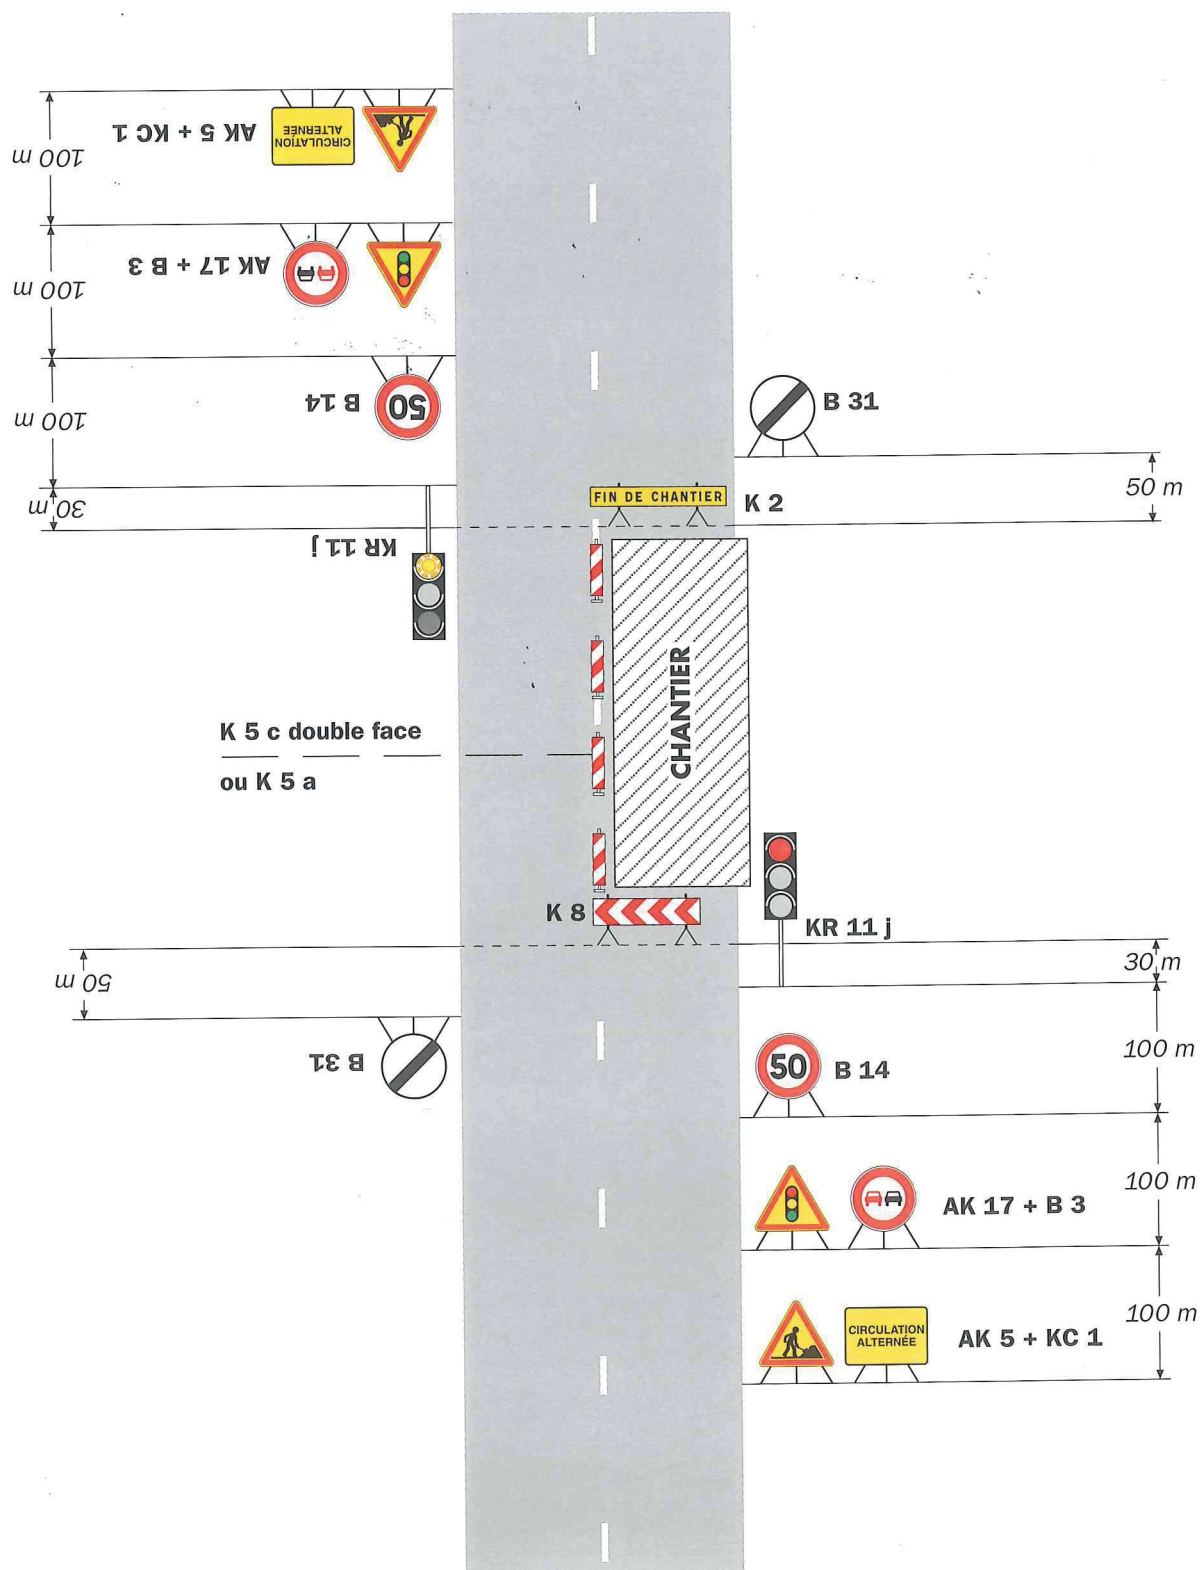 AK 5 + KC 1
CIRCULATION
ALTERNÉE
100 m
AK 17 + B 3
100 m
B 14
50
100 m
B 31
50 m
30 m
FIN DE CHANTIER
K 2
KR 11 j
CHANTIER
K 5 c double face
ou K 5 a
K 8
KR 11 j
30 m
50 m
B 31
50
B 14
100 m
AK 17 + B 3
100 m
CIRCULATION
ALTERNÉE
AK 5 + KC 1
100 m